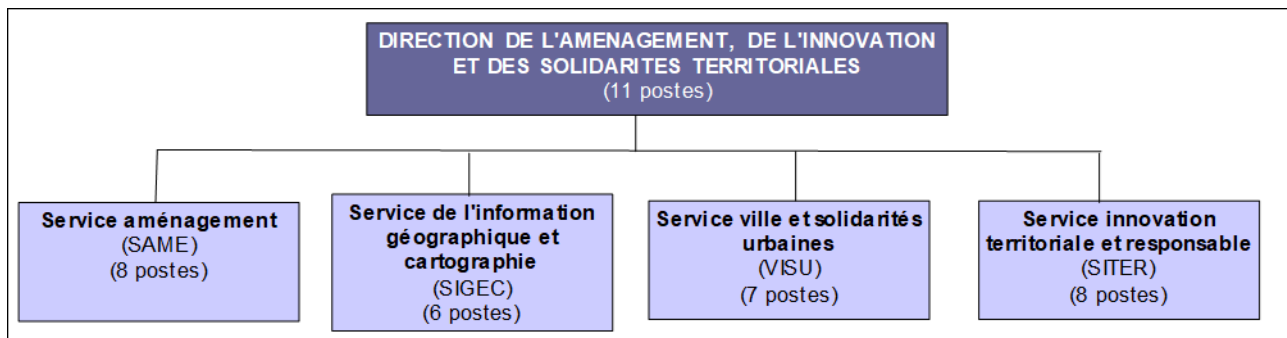 DIRECTION DE L'AMENAGEMENT, DE L'INNOVATION
ET DES SOLIDARITES TERRITORIALES
(11 postes)
Service aménagement
(SAME)
(8 postes)
Service de l'information
géographique et
cartographie
(SIGEC)
(6 postes)
Service ville et solidarités
urbaines
(VISU)
(7 postes)
Service innovation
territoriale et responsable
(SITER)
(8 postes)